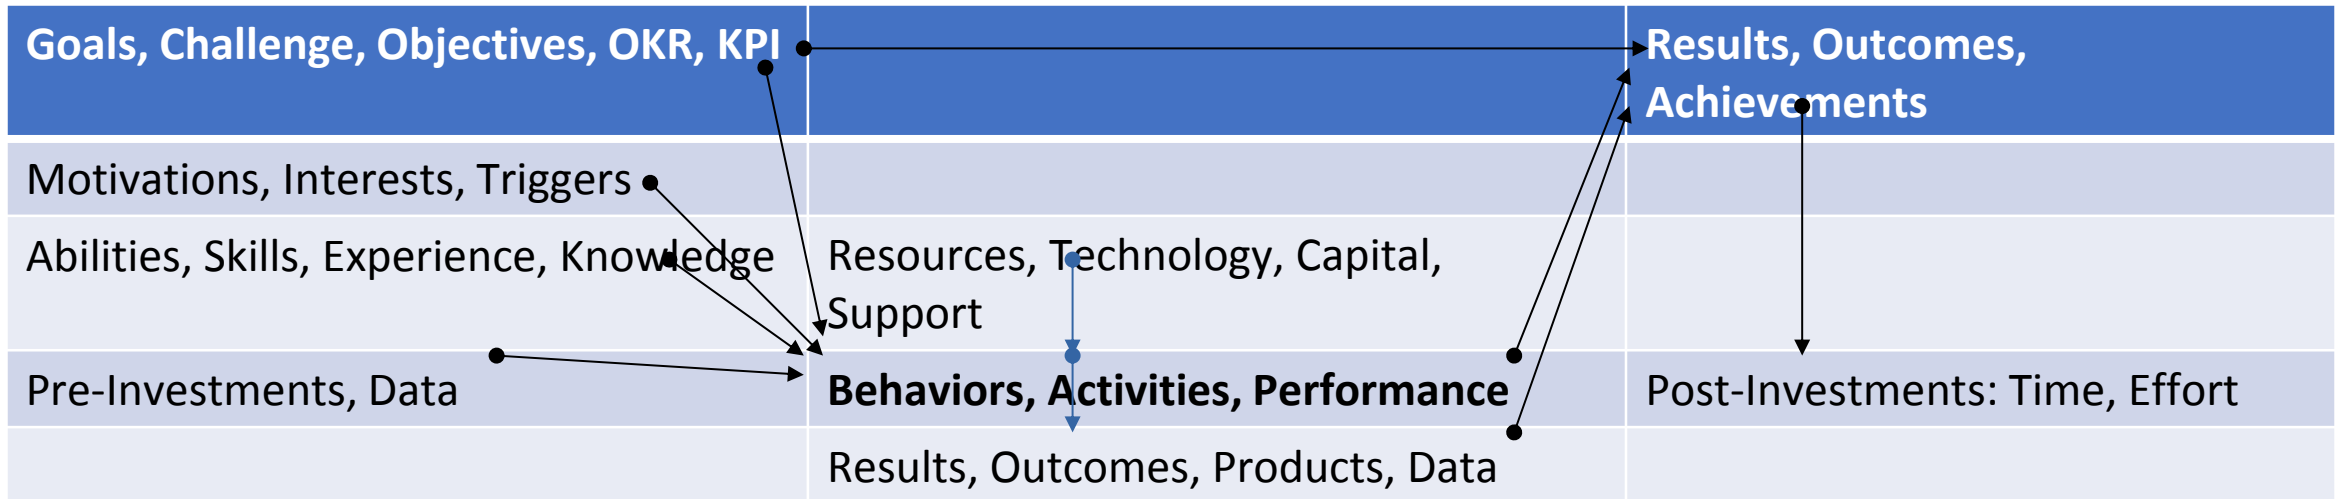 Goals, Challenge, Objectives, OKR, KPI
Results, Outcomes,
Achievements
Motivations, Interests, Triggers
Abilities, Skills, Experience, Knowledge
Resources, Technology, Capital,
Support
Pre-Investments, Data
Behaviors, Activities, Performance
Post-Investments: Time, Effort
Results, Outcomes, Products, Data